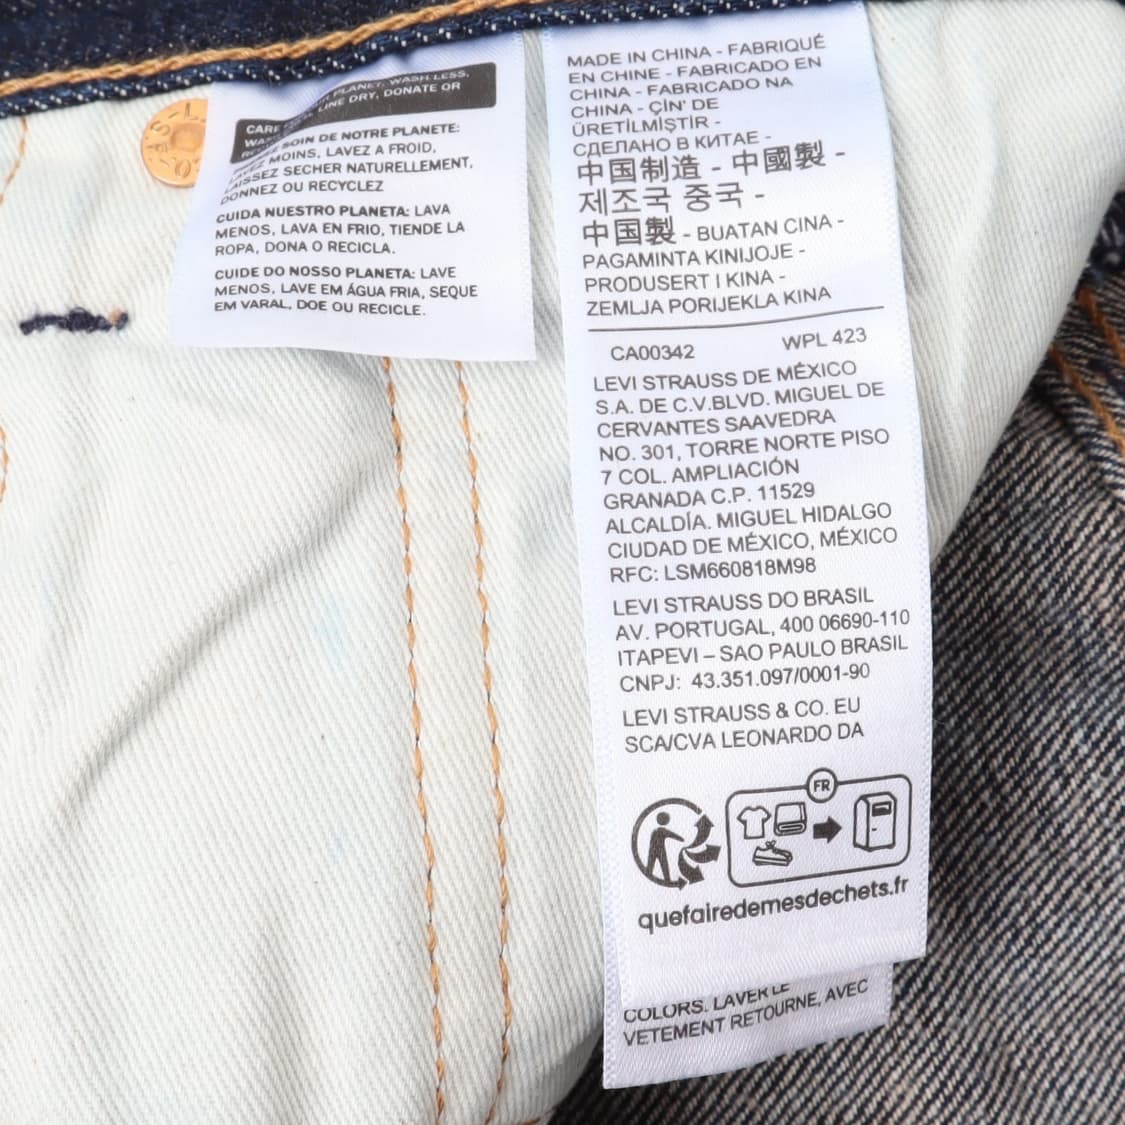 PLANET, WASH LESS,
LINE DRY, DONATE OR
CARE
SOIN DE NOTRE PLANETE:
MOINS, LAVEZ A FROID,
LAISSEZ SECHER NATURELLEMENT,
DONNEZ OU RECYCLEZ
CUIDA NUESTRO PLANETA: LAVA
MENOS, LAVA EN FRIO, TIENDE LA
ROPA, DONA O RECICLA.
CUIDE DO NOSSO PLANETA: LAVE
MENOS, LAVE EM ÁGUA FRIA, SEQUE
EM VARAL, DOE OU RECICLE.
MADE IN CHINA - FABRIQUÉ
EN CHINE - FABRICADO EN
CHINA - FABRICADO NA
CHINA - ÇİN' DE
ÜRETİLMİŞTİR -
СДЕЛАНО В КИТАЕ -
中国制造 - 中國製 -
제조국 중국 -
中国製 - BUATAN CINA -
PAGAMINTA KINIJOJE -
PRODUSERT I KINA -
ZEMLJA PORIJEKLA KINA
CA00342 WPL 423
LEVI STRAUSS DE MÉXICO
S.A. DE C.V.BLVD. MIGUEL DE
CERVANTES SAAVEDRA
NO. 301, TORRE NORTE PISO
7 COL. AMPLIACIÓN
GRANADA C.P. 11529
ALCALDÍA. MIGUEL HIDALGO
CIUDAD DE MÉXICO, MÉXICO
RFC: LSM660818M98
LEVI STRAUSS DO BRASIL
AV. PORTUGAL, 400 06690-110
ITAPEVI – SAO PAULO BRASIL
CNPJ: 43.351.097/0001-90
LEVI STRAUSS & CO. EU
SCA/CVA LEONARDO DA
FR
quefairedemesdechets.fr
COLORS. LAVER LE
VETEMENT RETOURNE, AVEC